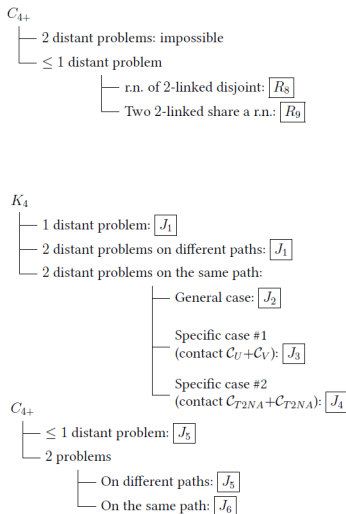 C4+
2 distant problems: impossible
≤ 1 distant problem
r.n. of 2-linked disjoint: R8
Two 2-linked share a r.n.: R9
K4
1 distant problem: J1
2 distant problems on different paths: J1
2 distant problems on the same path:
General case: J2
Specific case #1
(contact CU+CV): J3
Specific case #2
(contact CT2NA+CT2NA): J4
C4+
≤ 1 distant problem: J5
2 problems
On different paths: J5
On the same path: J6